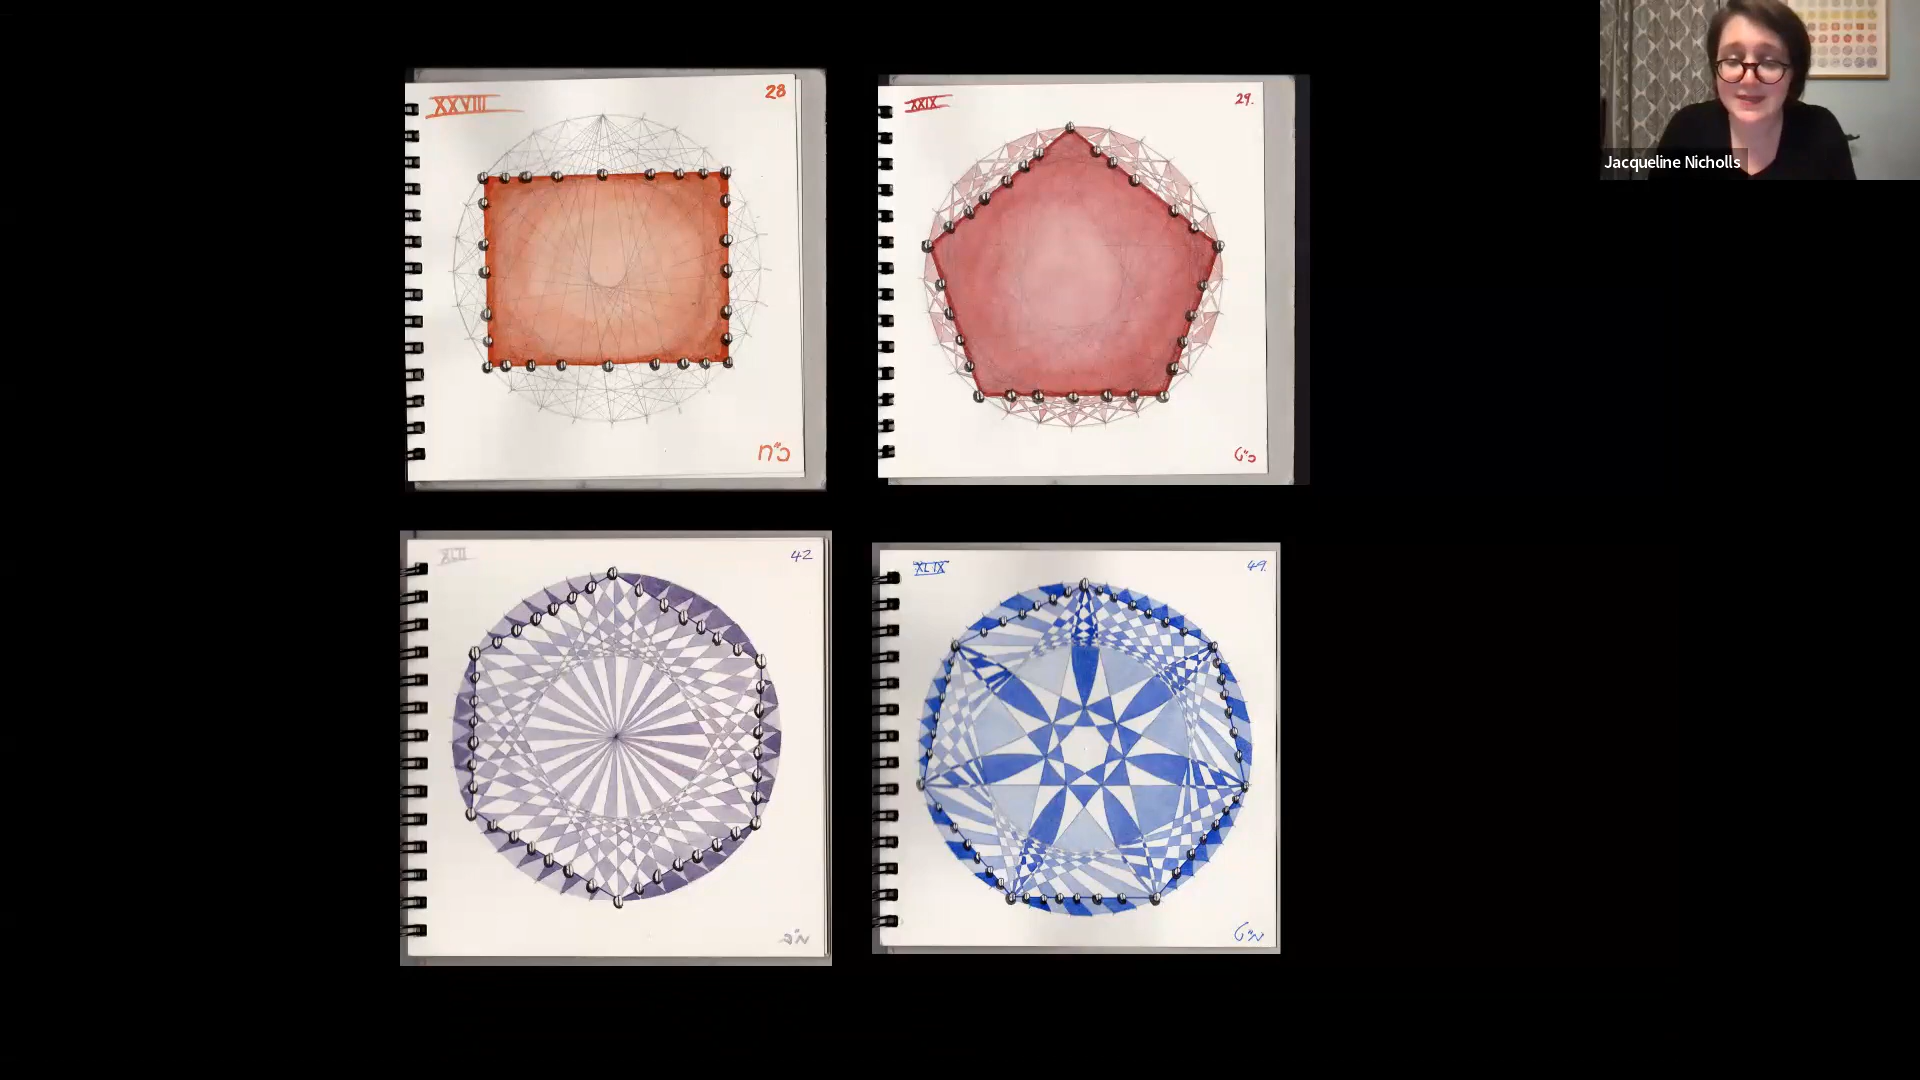 XXVIII
28
כ"ח
XXIX
29.
כ"ט
XLII
42
מ"ב
XLIX
49.
מ"ט
Jacqueline Nicholls